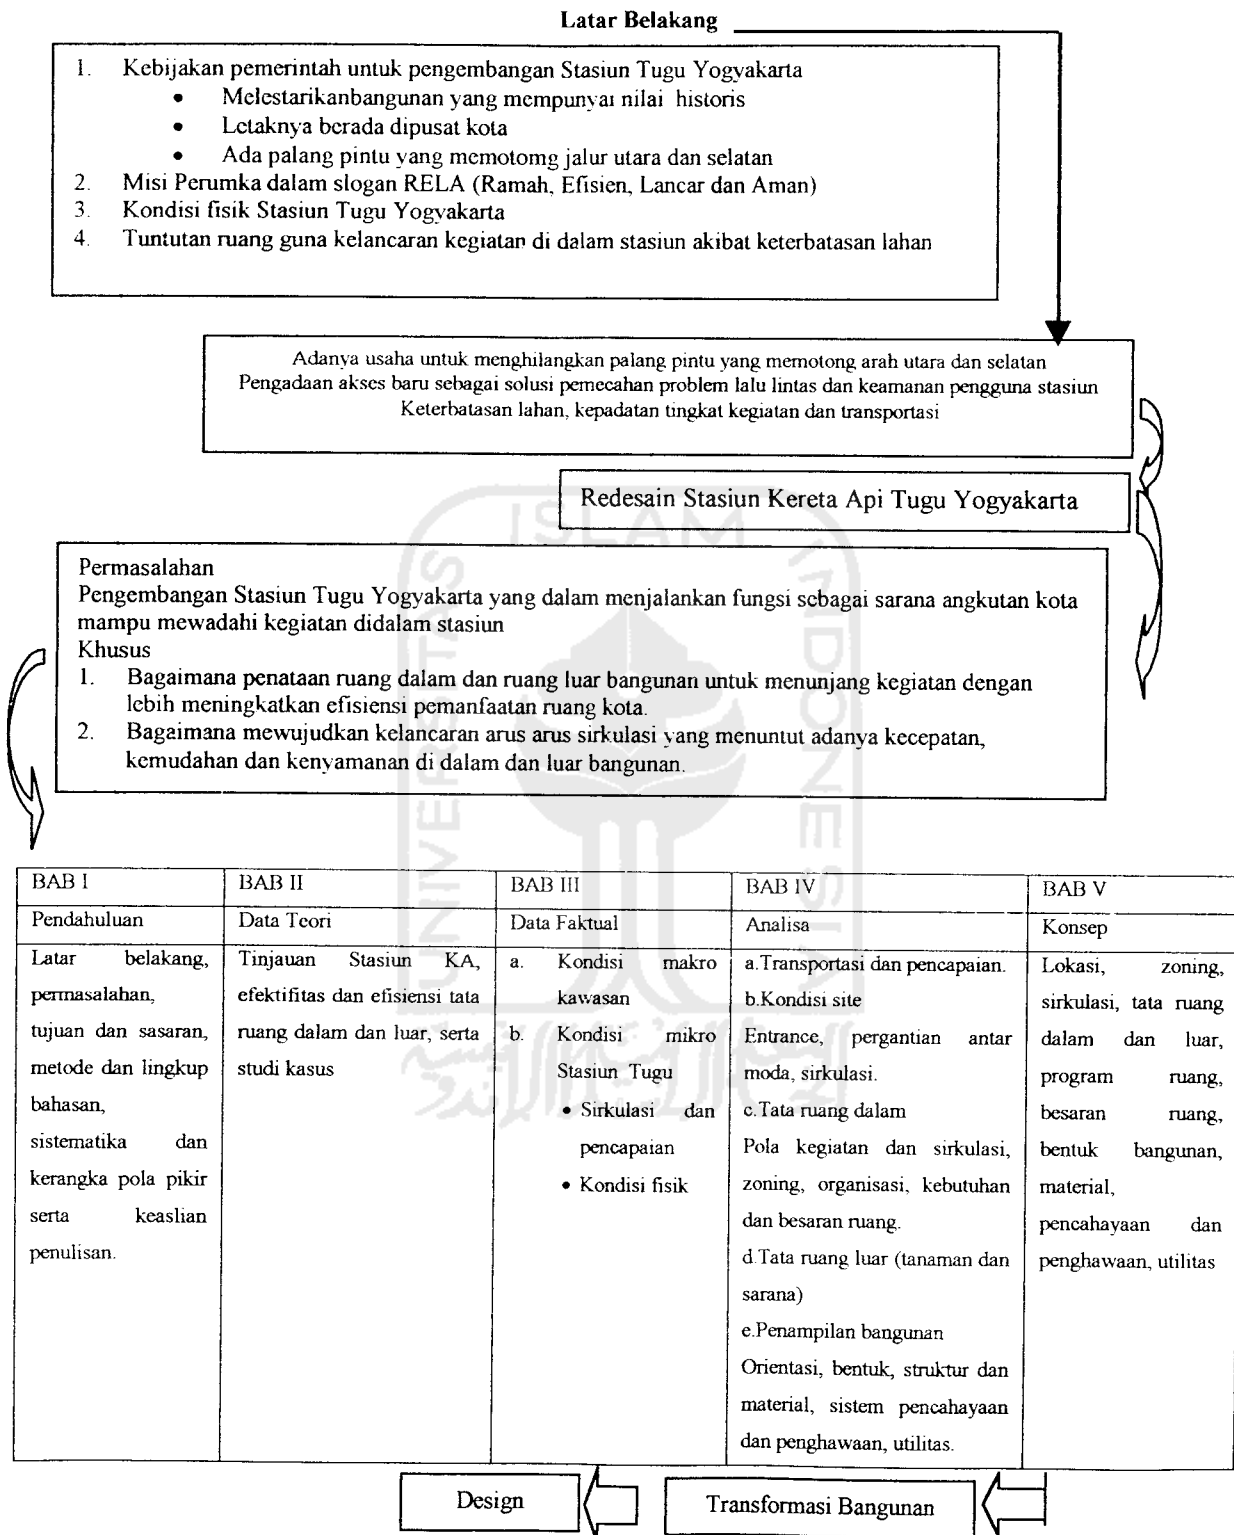 Latar Belakang
1. Kebijakan pemerintah untuk pengembangan Stasiun Tugu Yogyakarta
• Melestarikanbangunan yang mempunyai nilai historis
• Letaknya berada dipusat kota
• Ada palang pintu yang memotomg jalur utara dan selatan
2. Misi Perumka dalam slogan RELA (Ramah, Efisien, Lancar dan Aman)
3. Kondisi fisik Stasiun Tugu Yogyakarta
4. Tuntutan ruang guna kelancaran kegiatan di dalam stasiun akibat keterbatasan lahan
Adanya usaha untuk menghilangkan palang pintu yang memotong arah utara dan selatan
Pengadaan akses baru sebagai solusi pemecahan problem lalu lintas dan keamanan pengguna stasiun
Keterbatasan lahan, kepadatan tingkat kegiatan dan transportasi
Redesain Stasiun Kereta Api Tugu Yogyakarta
Permasalahan
Pengembangan Stasiun Tugu Yogyakarta yang dalam menjalankan fungsi sebagai sarana angkutan kota
mampu mewadahi kegiatan didalam stasiun
Khusus
1. Bagaimana penataan ruang dalam dan ruang luar bangunan untuk menunjang kegiatan dengan
lebih meningkatkan efisiensi pemanfaatan ruang kota.
2. Bagaimana mewujudkan kelancaran arus arus sirkulasi yang menuntut adanya kecepatan,
kemudahan dan kenyamanan di dalam dan luar bangunan.
BAB I
Pendahuluan
Latar belakang,
permasalahan,
tujuan dan sasaran,
metode dan lingkup
bahasan,
sistematika dan
kerangka pola pikir
serta keaslian
penulisan.
BAB II
Data Teori
Tinjauan Stasiun KA,
efektifitas dan efisiensi tata
ruang dalam dan luar, serta
studi kasus
BAB III
Data Faktual
a. Kondisi makro
kawasan
b. Kondisi mikro
Stasiun Tugu
• Sirkulasi dan
pencapaian
• Kondisi fisik
BAB IV
Analisa
a.Transportasi dan pencapaian.
b.Kondisi site
Entrance, pergantian antar
moda, sirkulasi.
c.Tata ruang dalam
Pola kegiatan dan sirkulasi,
zoning, organisasi, kebutuhan
dan besaran ruang.
d.Tata ruang luar (tanaman dan
sarana)
e.Penampilan bangunan
Orientasi, bentuk, struktur dan
material, sistem pencahayaan
dan penghawaan, utilitas.
BAB V
Konsep
Lokasi, zoning,
sirkulasi, tata ruang
dalam dan luar,
program ruang,
besaran ruang,
bentuk bangunan,
material,
pencahayaan dan
penghawaan, utilitas
Design
Transformasi Bangunan
UNIVERSITAS
ISLAM
INDONESIA